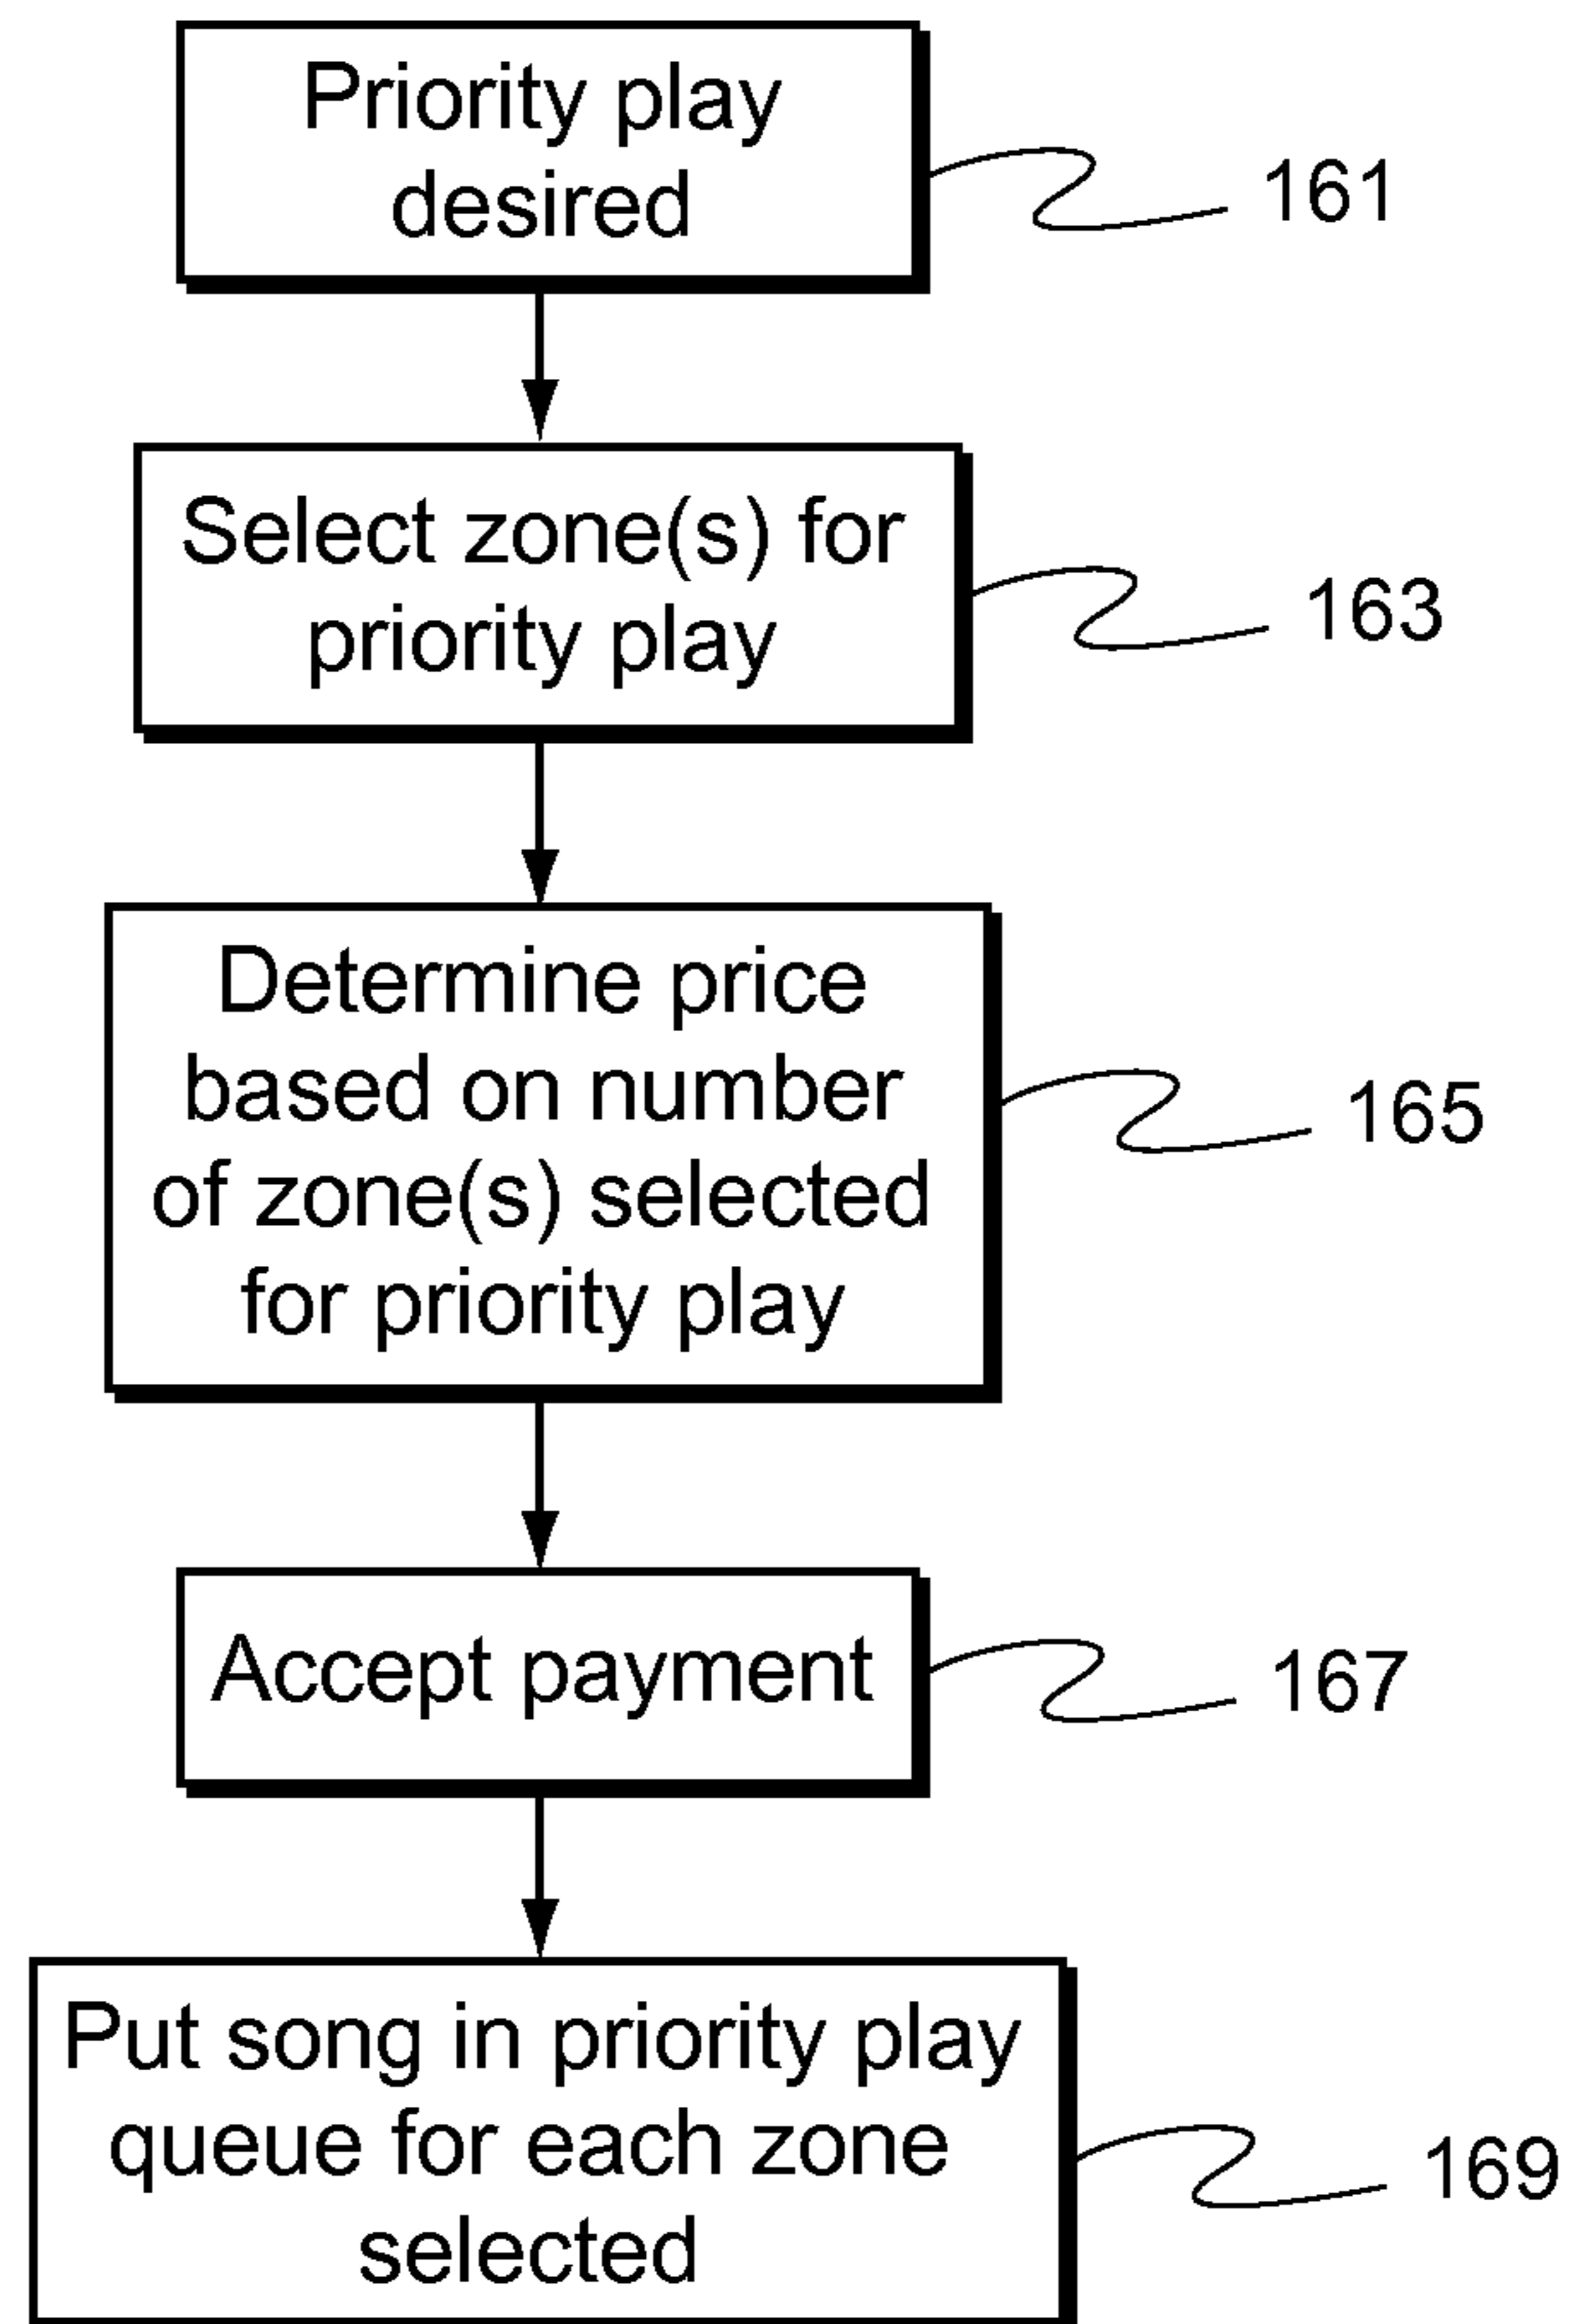 Priority play
desired
161
Select zone(s) for
priority play
163
Determine price
based on number
of zone(s) selected
for priority play
165
Accept payment
167
Put song in priority play
queue for each zone
selected
169